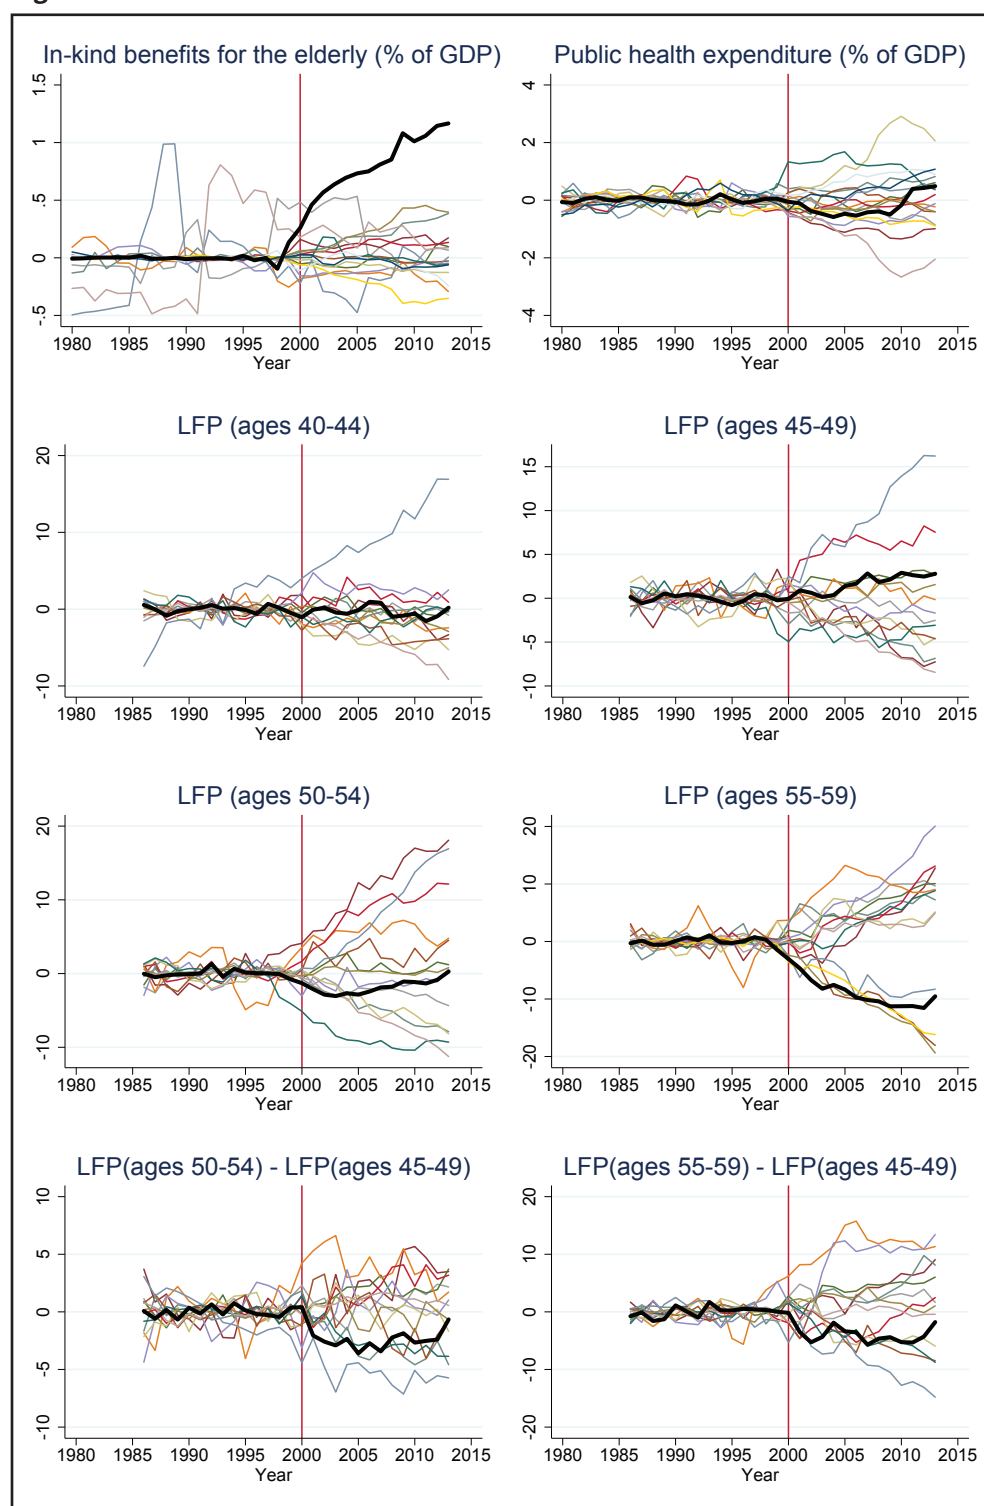 In-kind benefits for the elderly (% of GDP)
1.5
1
.5
0
-.5
1980 1985 1990 1995 2000 2005 2010 2015
Year
Public health expenditure (% of GDP)
4
2
0
-2
-4
1980 1985 1990 1995 2000 2005 2010 2015
Year
LFP (ages 40-44)
20
10
0
-10
1980 1985 1990 1995 2000 2005 2010 2015
Year
LFP (ages 45-49)
15
10
5
0
-5
-10
1980 1985 1990 1995 2000 2005 2010 2015
Year
LFP (ages 50-54)
20
10
0
-10
1980 1985 1990 1995 2000 2005 2010 2015
Year
LFP (ages 55-59)
20
10
0
-10
-20
1980 1985 1990 1995 2000 2005 2010 2015
Year
LFP(ages 50-54) - LFP(ages 45-49)
10
5
0
-5
-10
1980 1985 1990 1995 2000 2005 2010 2015
Year
LFP(ages 55-59) - LFP(ages 45-49)
20
10
0
-10
-20
1980 1985 1990 1995 2000 2005 2010 2015
Year